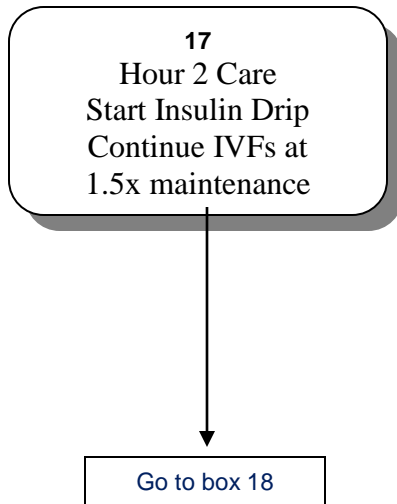 17
Hour 2 Care
Start Insulin Drip
Continue IVFs at
1.5x maintenance
Go to box 18